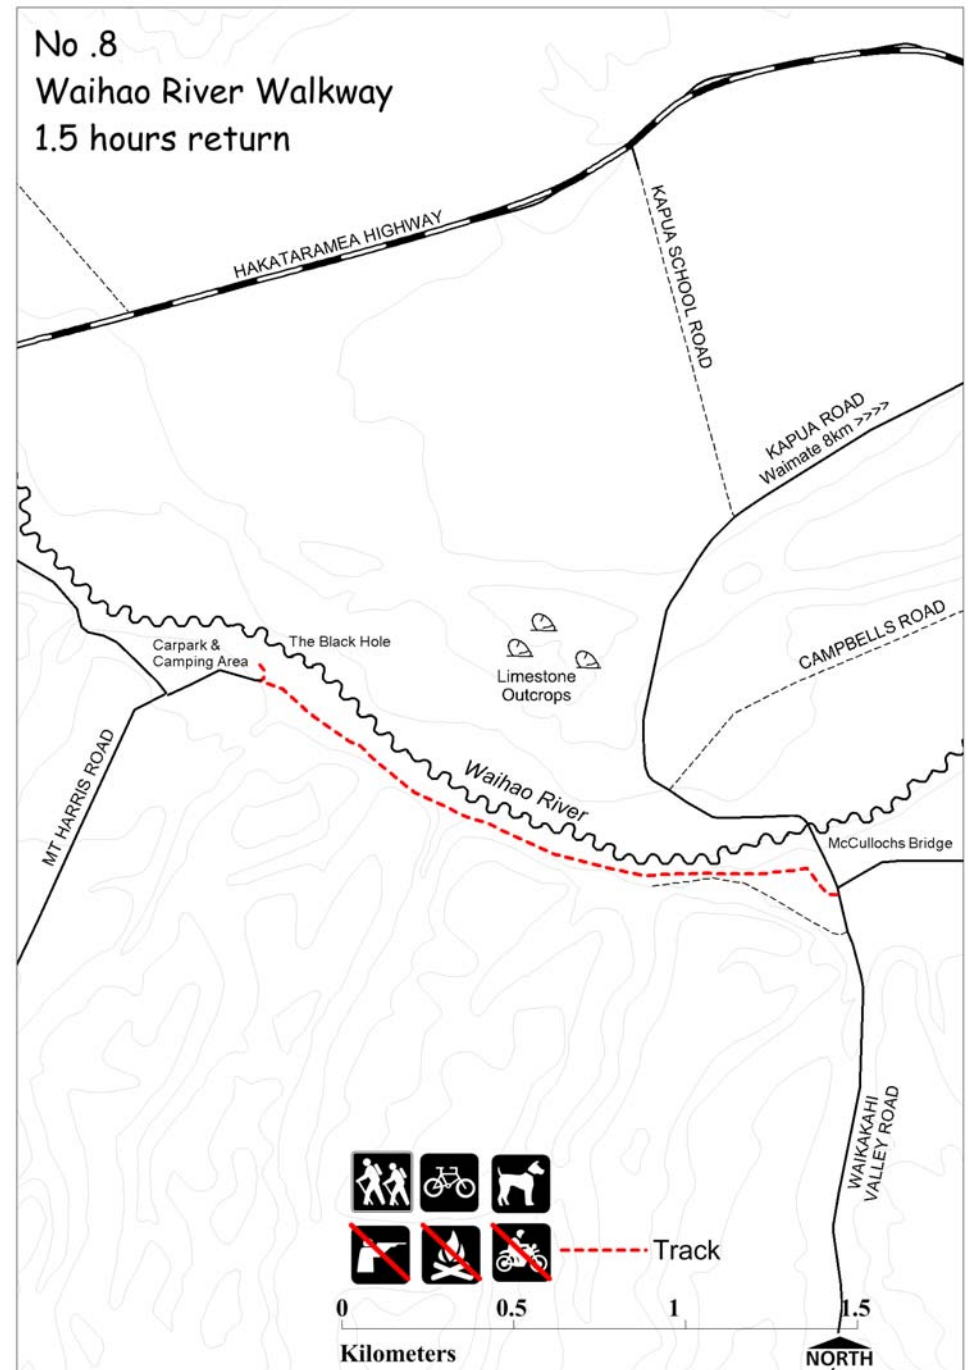 No .8
Waihao River Walkway
1.5 hours return
HAKATARAMEA HIGHWAY
KAPUA SCHOOL ROAD
KAPUA ROAD
Waimate 8km >>>>
CAMPBELLS ROAD
The Black Hole
Carpark &
Camping Area
Limestone
Outcrops
MT HARRIS ROAD
Waihao River
McCullochs Bridge
WAIKAKAHI
VALLEY ROAD
Track
0 0.5 1 1.5
Kilometers
NORTH